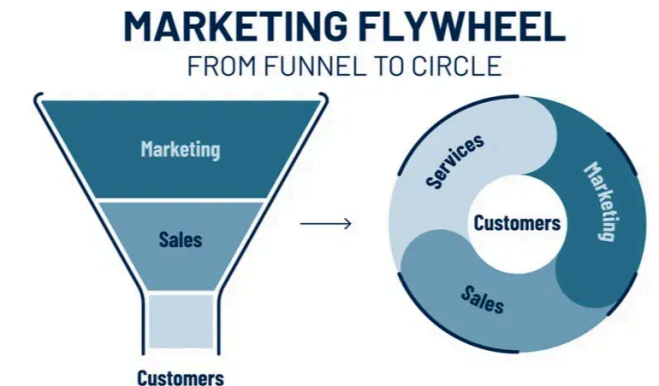 MARKETING FLYWHEEL
FROM FUNNEL TO CIRCLE
Marketing
Sales
Customers
Services
Marketing
Customers
Sales